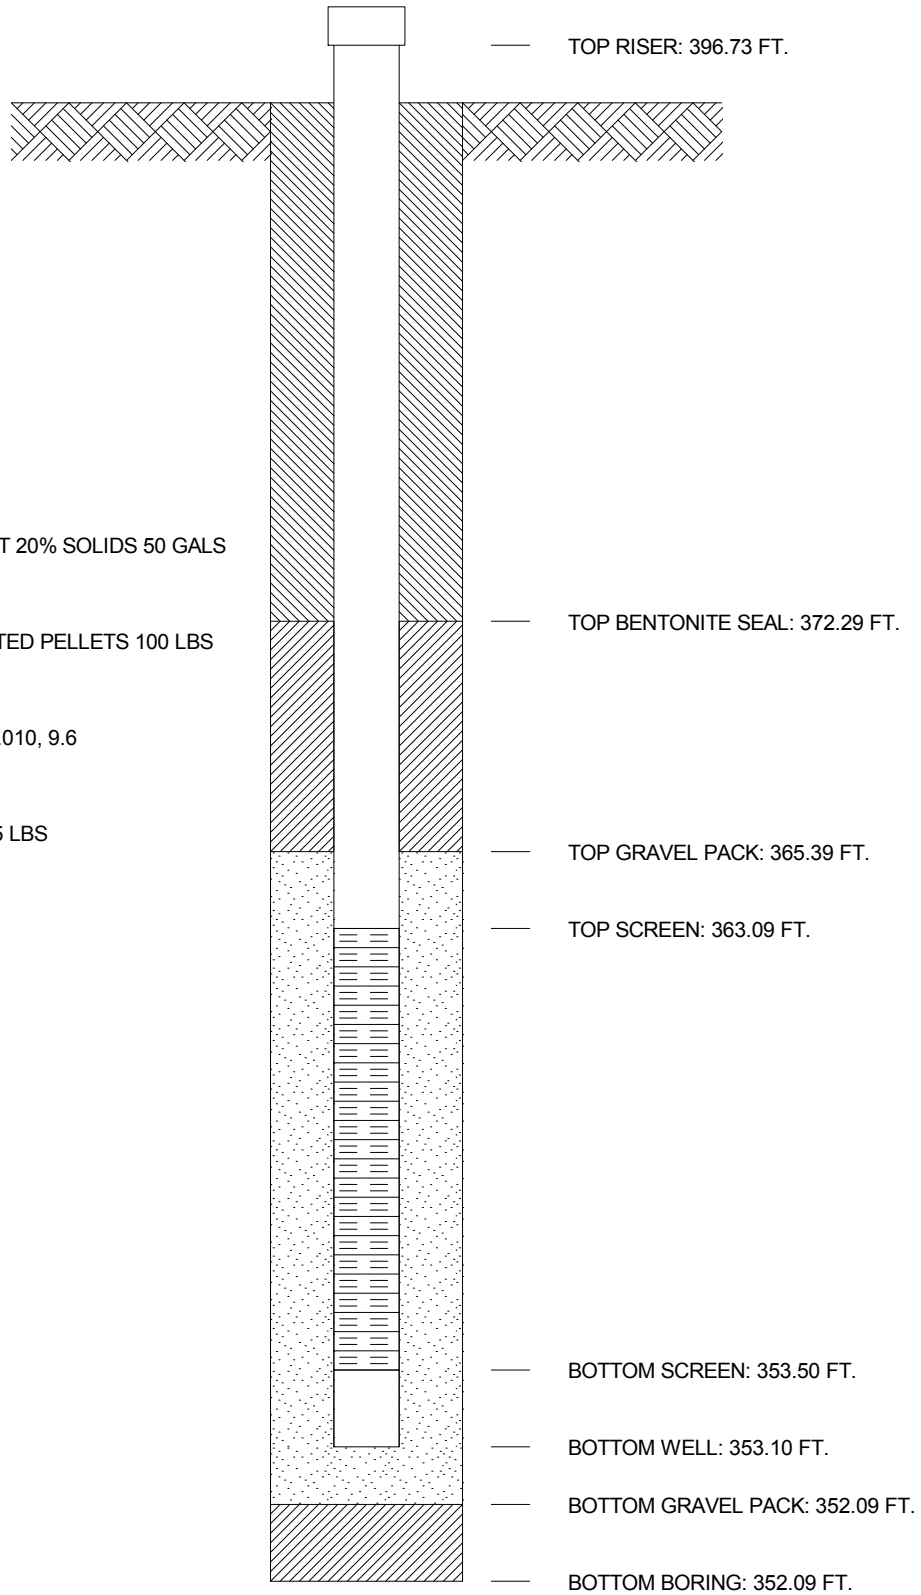 TOP RISER: 396.73 FT.
T 20% SOLIDS 50 GALS
TOP BENTONITE SEAL: 372.29 FT.
TED PELLETS 100 LBS
010, 9.6
LBS
TOP GRAVEL PACK: 365.39 FT.
TOP SCREEN: 363.09 FT.
BOTTOM SCREEN: 353.50 FT.
BOTTOM WELL: 353.10 FT.
BOTTOM GRAVEL PACK: 352.09 FT.
BOTTOM BORING: 352.09 FT.